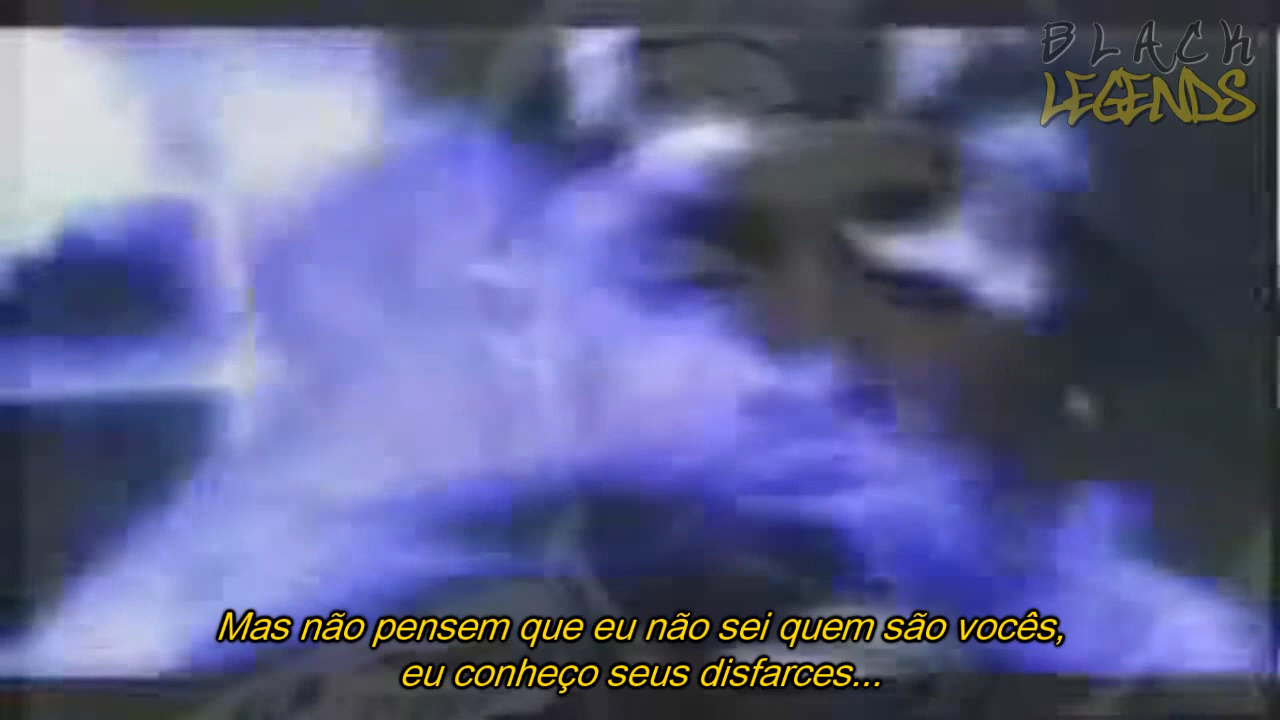 BLACK
LEGENDS
Mas não pensem que eu não sei quem são vocês,
eu conheço seus disfarces...